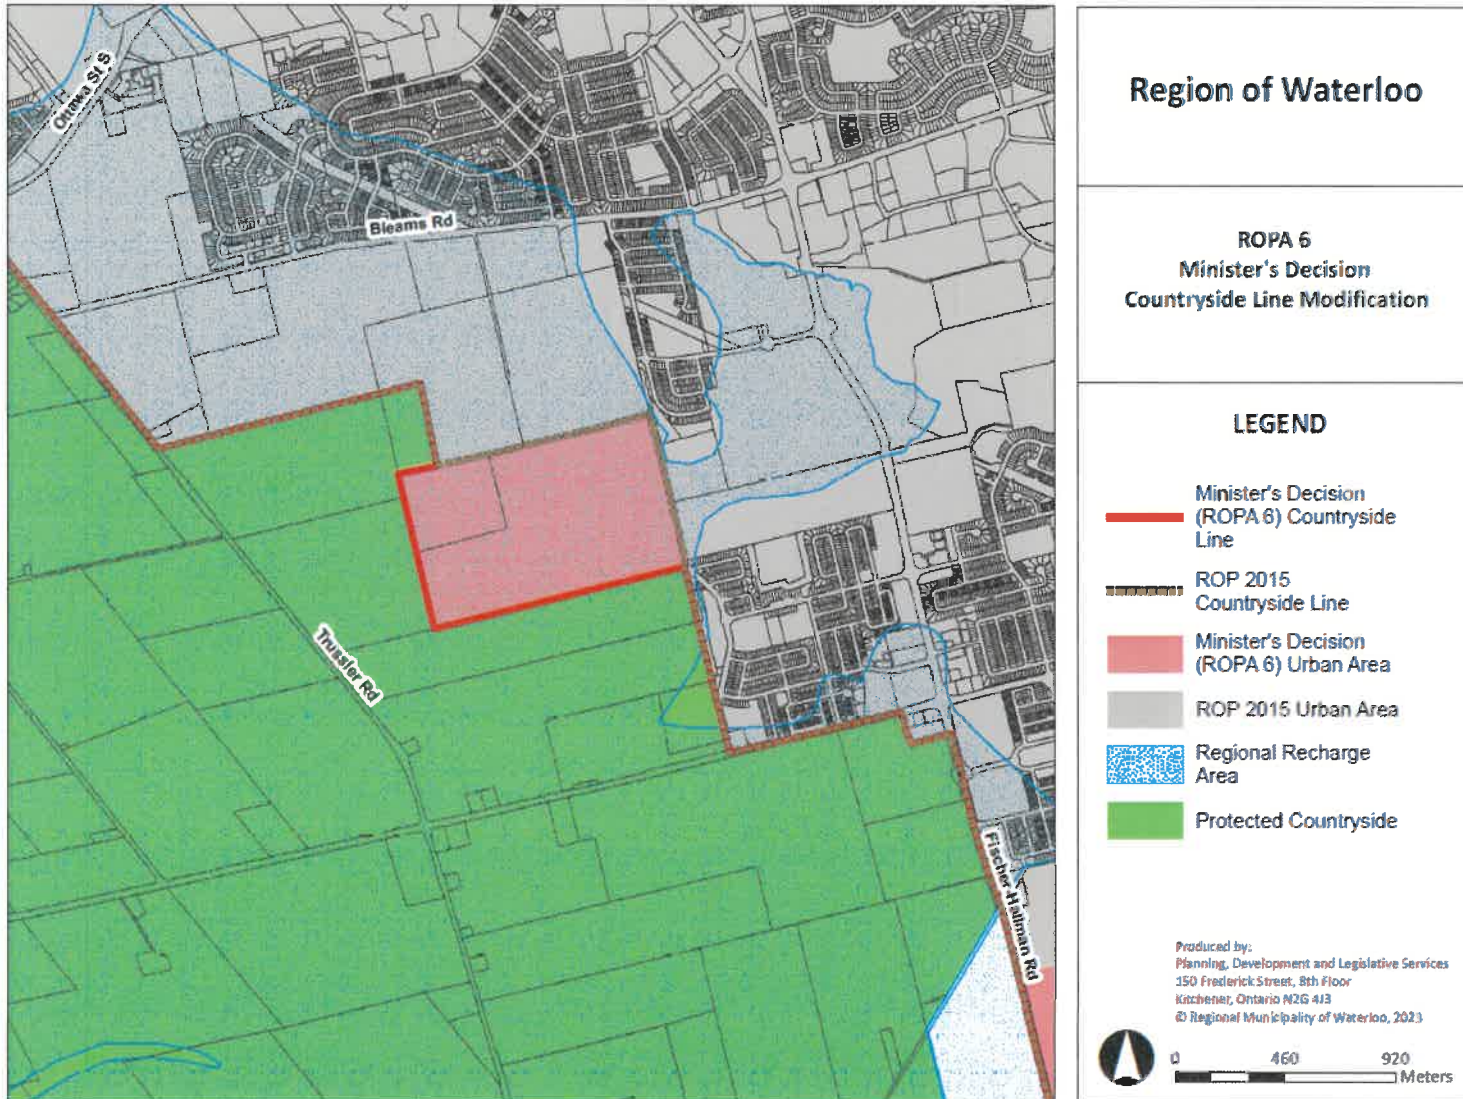 Ottawa St S
Bleams Rd
Trussler Rd
Fischer-Hallman Rd
Region of Waterloo
ROPA 6
Minister's Decision
Countryside Line Modification
LEGEND
Minister's Decision
(ROPA 6) Countryside
Line
ROP 2015
Countryside Line
Minister's Decision
(ROPA 6) Urban Area
ROP 2015 Urban Area
Regional Recharge
Area
Protected Countryside
Produced by:
Planning, Development and Legislative Services
150 Frederick Street, 8th Floor
Kitchener, Ontario N2G 4J3
© Regional Municipality of Waterloo, 2023
0 460 920
Meters